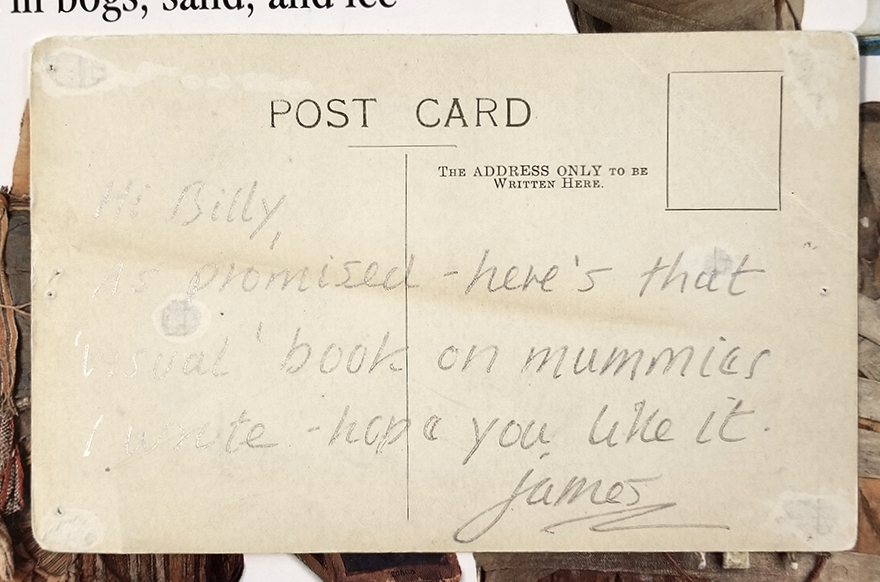 in bogs, sand, and ice
POST CARD
THE ADDRESS ONLY TO BE
WRITTEN HERE.
Hi Billy,
As promised - here's that
'visual' book on mummies
I wrote - hope you like it.
James